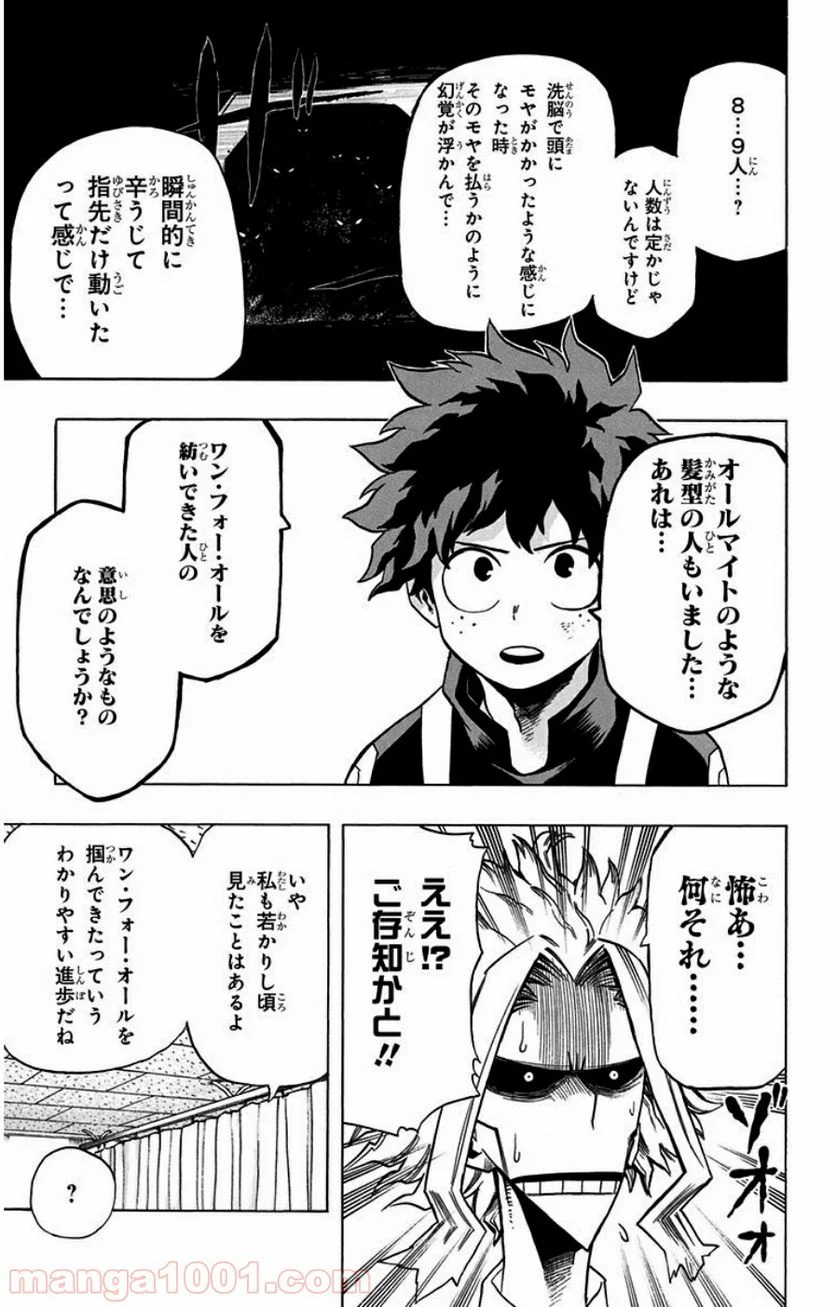 8…9人…？
人数は定かじゃ
ないんですけど
洗脳で頭に
モヤがかかったような感じに
なった時
そのモヤを払うかのように
幻覚が浮かんで…
瞬間的に
辛うじて
指先だけ動いた
って感じで…
オールマイトのような
髪型の人もいました…
あれは…
ワン・フォー・オールを
紡いできた人の
意思のようなもの
なんでしょうか？
怖あ…
何それ……
ゾオオ
ええ!?
ご存知かと!!
いや
私も若かりし頃
見たことはあるよ
ワン・フォー・オールを
掴んできたっていう
わかりやすい進歩だね
？
manga1001.com